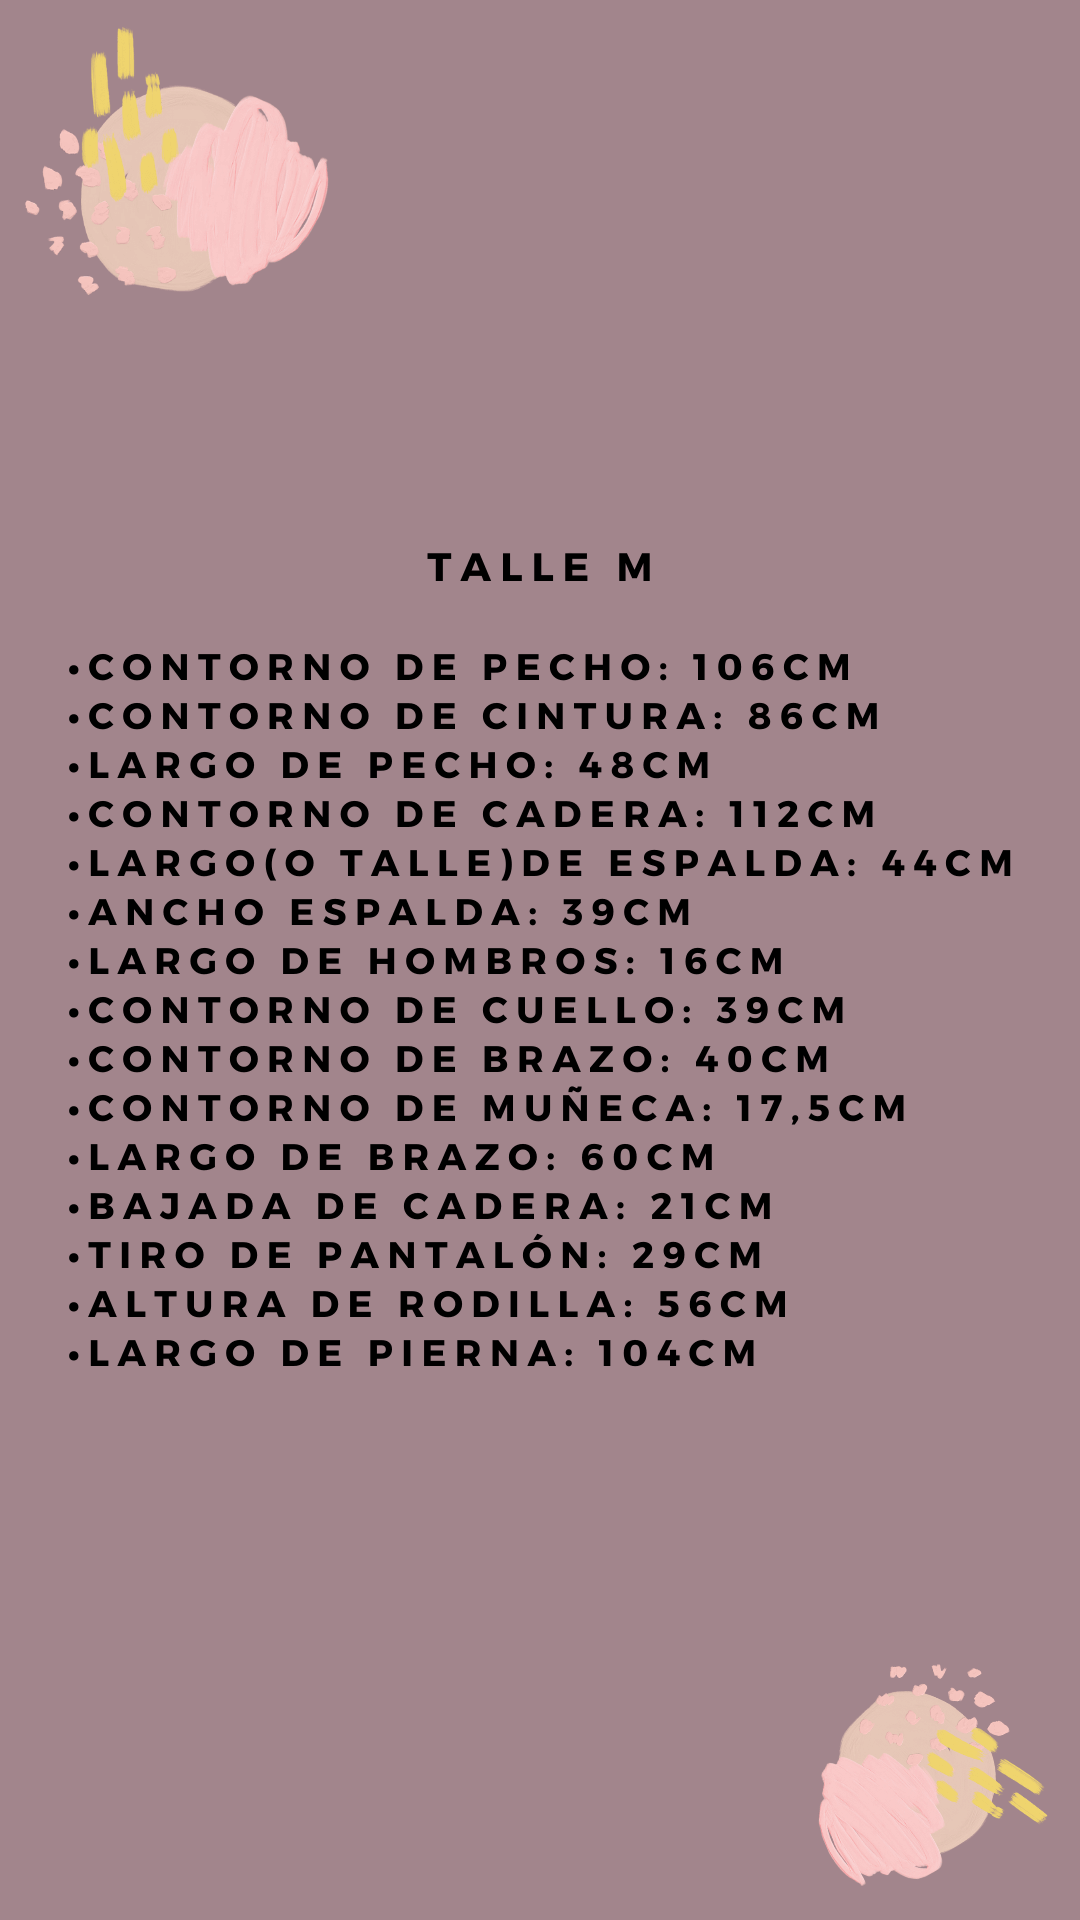 TALLE M
•CONTORNO DE PECHO: 106CM
•CONTORNO DE CINTURA: 86CM
•LARGO DE PECHO: 48CM
•CONTORNO DE CADERA: 112CM
•LARGO(O TALLE)DE ESPALDA: 44CM
•ANCHO ESPALDA: 39CM
•LARGO DE HOMBROS: 16CM
•CONTORNO DE CUELLO: 39CM
•CONTORNO DE BRAZO: 40CM
•CONTORNO DE MUÑECA: 17,5CM
•LARGO DE BRAZO: 60CM
•BAJADA DE CADERA: 21CM
•TIRO DE PANTALÓN: 29CM
•ALTURA DE RODILLA: 56CM
•LARGO DE PIERNA: 104CM